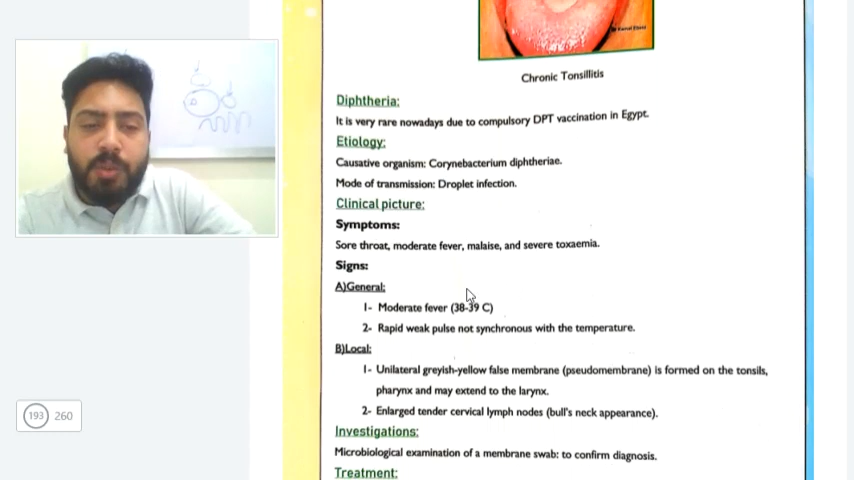 Kamal Ebeid
Chronic Tonsillitis
Diphtheria:
It is very rare nowadays due to compulsory DPT vaccination in Egypt.
Etiology:
Causative organism: Corynebacterium diphtheriae.
Mode of transmission: Droplet infection.
Clinical picture:
Symptoms:
Sore throat, moderate fever, malaise, and severe toxaemia.
Signs:
A)General:
1- Moderate fever (38-39 C)
2- Rapid weak pulse not synchronous with the temperature.
B)Local:
1- Unilateral greyish-yellow false membrane (pseudomembrane) is formed on the tonsils,
pharynx and may extend to the larynx.
2- Enlarged tender cervical lymph nodes (bull's neck appearance).
Investigations:
Microbiological examination of a membrane swab: to confirm diagnosis.
Treatment:
193 260